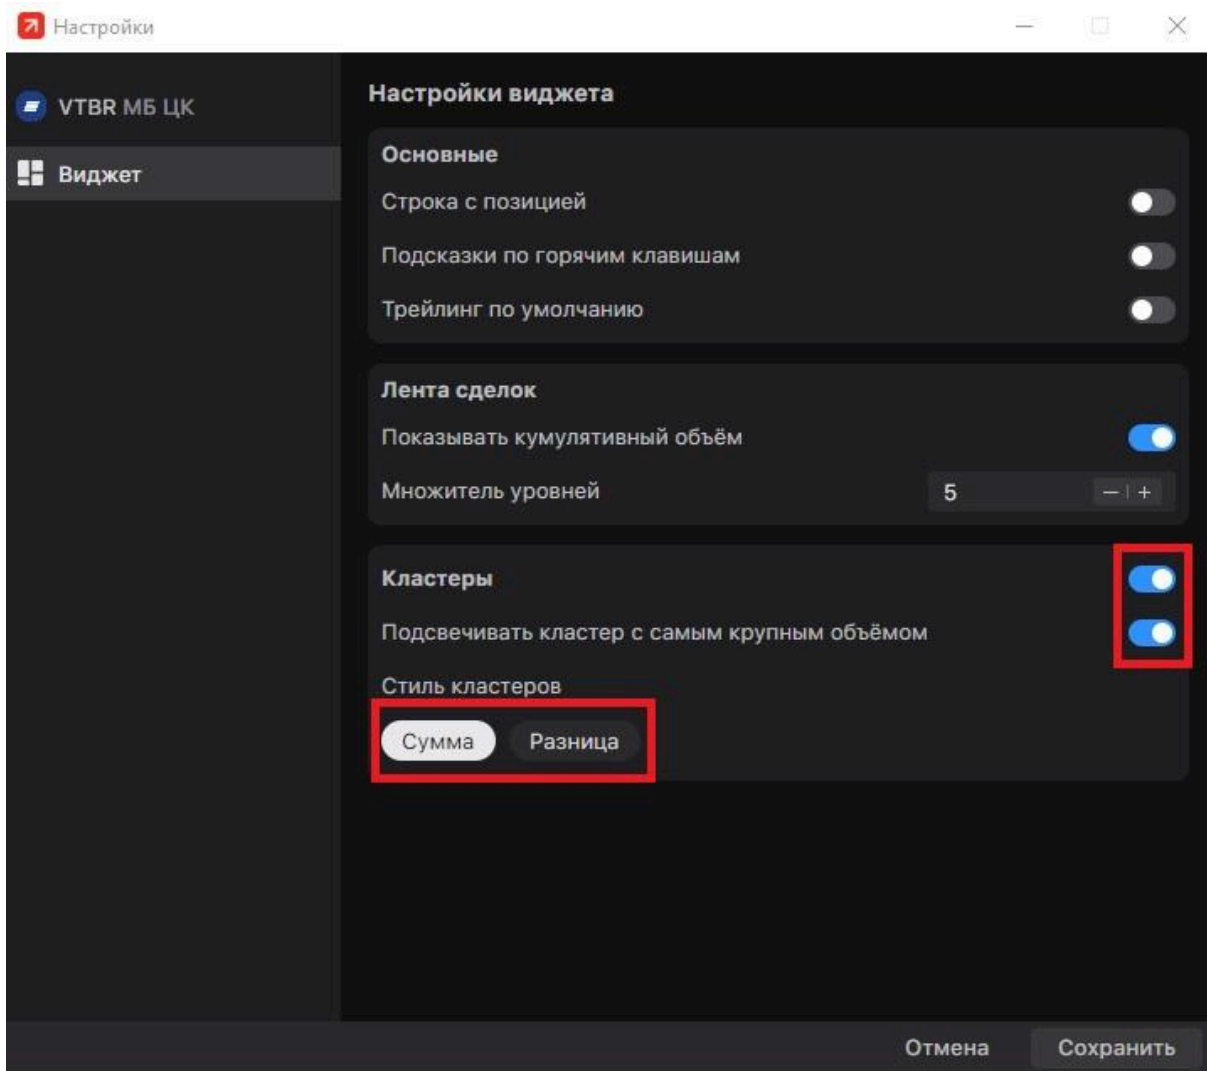 Настройки
VTBR МБ ЦК
Виджет
Настройки виджета
Основные
Строка с позицией
Подсказки по горячим клавишам
Трейлинг по умолчанию
Лента сделок
Показывать кумулятивный объём
Множитель уровней 5 — +
Кластеры
Подсвечивать кластер с самым крупным объёмом
Стиль кластеров
Сумма Разница
Отмена Сохранить